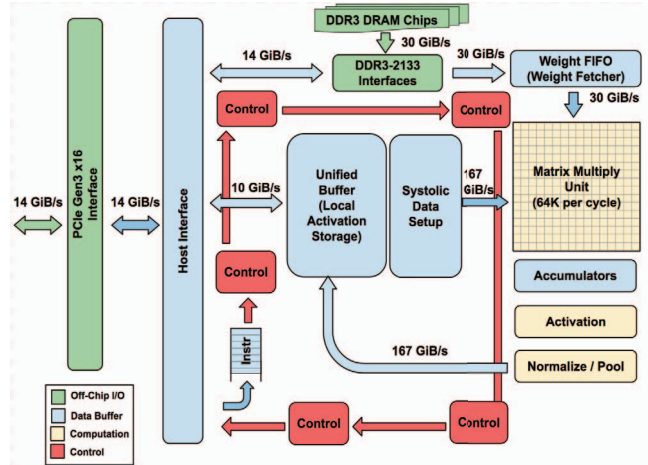 DDR3 DRAM Chips
30 GiB/s
14 GiB/s
DDR3-2133
Interfaces
30 GiB/s
Weight FIFO
(Weight Fetcher)
30 GiB/s
Control
Control
Matrix Multiply
Unit
(64K per cycle)
Unified
Buffer
(Local
Activation
Storage)
Systolic
Data
Setup
167
GiB/s
10 GiB/s
14 GiB/s
PCIe Gen3 x16
Interface
14 GiB/s
Host Interface
Control
Accumulators
Activation
Instr
167 GiB/s
Normalize / Pool
Off-Chip I/O
Data Buffer
Computation
Control
Control
Control